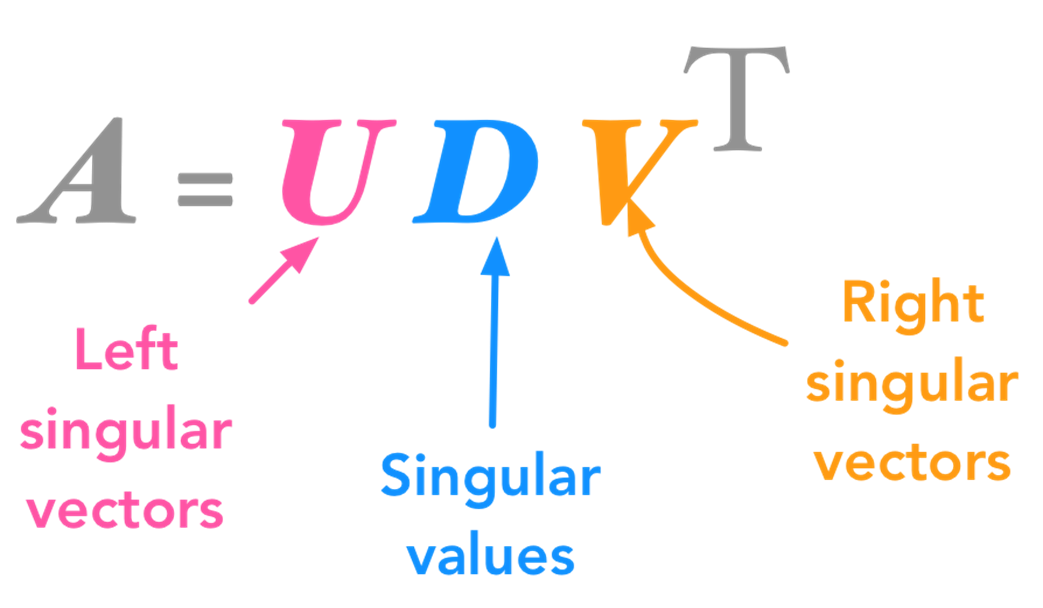 A = U D V^T
Left
singular
vectors
Singular
values
Right
singular
vectors